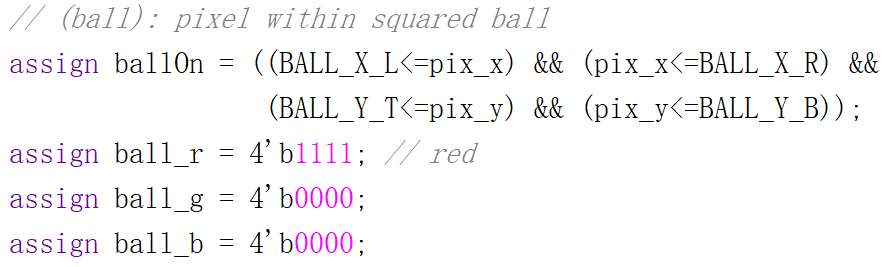 // (ball): pixel within squared ball
assign ballOn = ((BALL_X_L<=pix_x) && (pix_x<=BALL_X_R) &&
(BALL_Y_T<=pix_y) && (pix_y<=BALL_Y_B));
assign ball_r = 4'b1111; // red
assign ball_g = 4'b0000;
assign ball_b = 4'b0000;